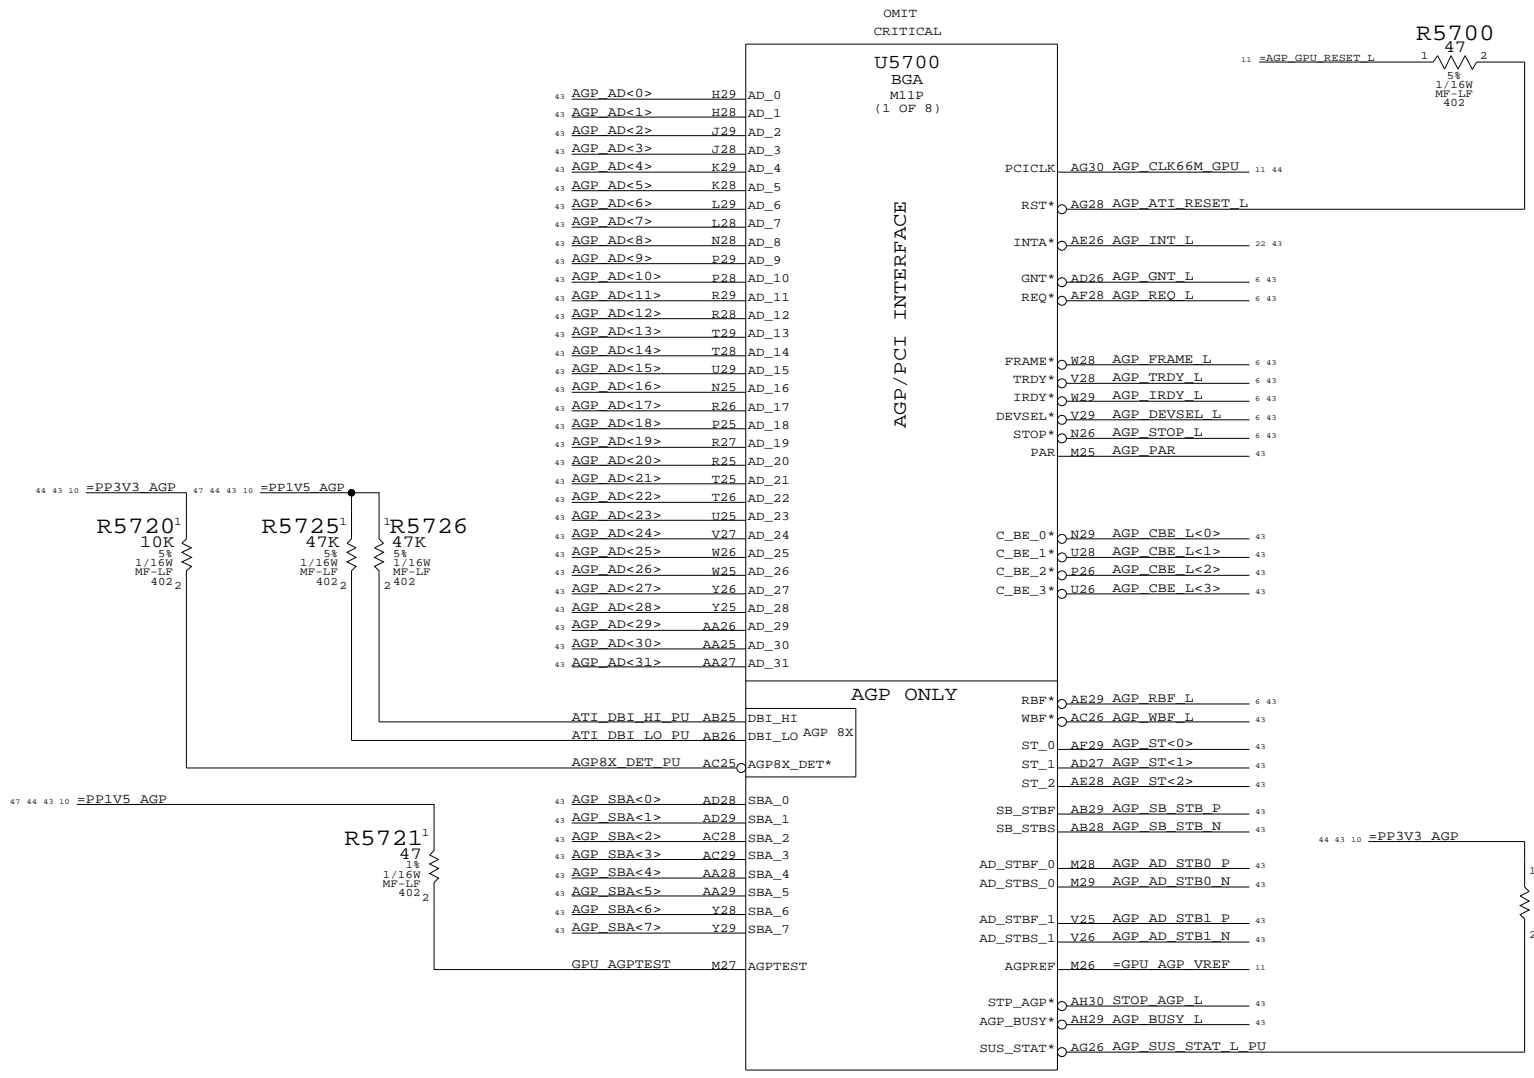 OMIT
CRITICAL
U5700
BGA
M11P
(1 OF 8)
AGP/PCI INTERFACE
R5700
47
11 =AGP_GPU_RESET_L 1 2
5%
1/16W
MF-LF
402
43 AGP_AD<0> H29 AD_0
43 AGP_AD<1> H28 AD_1
43 AGP_AD<2> J29 AD_2
43 AGP_AD<3> J28 AD_3
43 AGP_AD<4> K29 AD_4
43 AGP_AD<5> K28 AD_5
43 AGP_AD<6> L29 AD_6
43 AGP_AD<7> L28 AD_7
43 AGP_AD<8> N28 AD_8
43 AGP_AD<9> P29 AD_9
43 AGP_AD<10> P28 AD_10
43 AGP_AD<11> R29 AD_11
43 AGP_AD<12> R28 AD_12
43 AGP_AD<13> T29 AD_13
43 AGP_AD<14> T28 AD_14
43 AGP_AD<15> U29 AD_15
43 AGP_AD<16> N25 AD_16
43 AGP_AD<17> R26 AD_17
43 AGP_AD<18> P25 AD_18
43 AGP_AD<19> R27 AD_19
43 AGP_AD<20> R25 AD_20
43 AGP_AD<21> T25 AD_21
43 AGP_AD<22> T26 AD_22
43 AGP_AD<23> U25 AD_23
43 AGP_AD<24> V27 AD_24
43 AGP_AD<25> W26 AD_25
43 AGP_AD<26> W25 AD_26
43 AGP_AD<27> Y26 AD_27
43 AGP_AD<28> Y25 AD_28
43 AGP_AD<29> AA26 AD_29
43 AGP_AD<30> AA25 AD_30
43 AGP_AD<31> AA27 AD_31
PCICLK AG30 AGP_CLK66M_GPU 11 44
RST* AG28 AGP_ATI_RESET_L
INTA* AE26 AGP_INT_L 22 43
GNT* AD26 AGP_GNT_L 6 43
REQ* AF28 AGP_REQ_L 6 43
FRAME* W28 AGP_FRAME_L 6 43
TRDY* V28 AGP_TRDY_L 6 43
IRDY* W29 AGP_IRDY_L 6 43
DEVSEL* V29 AGP_DEVSEL_L 6 43
STOP* N26 AGP_STOP_L 6 43
PAR M25 AGP_PAR 43
C_BE_0* N29 AGP_CBE_L<0> 43
C_BE_1* U28 AGP_CBE_L<1> 43
C_BE_2* P26 AGP_CBE_L<2> 43
C_BE_3* U26 AGP_CBE_L<3> 43
44 43 10 =PP3V3_AGP
R5720 1
10K
5%
1/16W
MF-LF
402 2
47 44 43 10 =PP1V5_AGP
R5725 1
47K
5%
1/16W
MF-LF
402 2
1 R5726
47K
5%
1/16W
MF-LF
2 402
AGP ONLY
ATI_DBI_HI_PU AB25 DBI_HI
ATI_DBI_LO_PU AB26 DBI_LO AGP 8X
AGP8X_DET_PU AC25 AGP8X_DET*
47 44 43 10 =PP1V5_AGP
R5721 1
47
1%
1/16W
MF-LF
402 2
43 AGP_SBA<0> AD28 SBA_0
43 AGP_SBA<1> AD29 SBA_1
43 AGP_SBA<2> AC28 SBA_2
43 AGP_SBA<3> AC29 SBA_3
43 AGP_SBA<4> AA28 SBA_4
43 AGP_SBA<5> AA29 SBA_5
43 AGP_SBA<6> Y28 SBA_6
43 AGP_SBA<7> Y29 SBA_7
GPU_AGPTEST M27 AGPTEST
RBF* AE29 AGP_RBF_L 6 43
WBF* AC26 AGP_WBF_L 43
ST_0 AF29 AGP_ST<0> 43
ST_1 AD27 AGP_ST<1> 43
ST_2 AE28 AGP_ST<2> 43
SB_STBF AB29 AGP_SB_STB_P 43
SB_STBS AB28 AGP_SB_STB_N 43
AD_STBF_0 M28 AGP_AD_STB0_P 43
AD_STBS_0 M29 AGP_AD_STB0_N 43
AD_STBF_1 V25 AGP_AD_STB1_P 43
AD_STBS_1 V26 AGP_AD_STB1_N 43
AGPREF M26 =GPU_AGP_VREF 11
STP_AGP* AH30 STOP_AGP_L 43
AGP_BUSY* AH29 AGP_BUSY_L 43
SUS_STAT* AG26 AGP_SUS_STAT_L_PU
44 43 10 =PP3V3_AGP
1
2